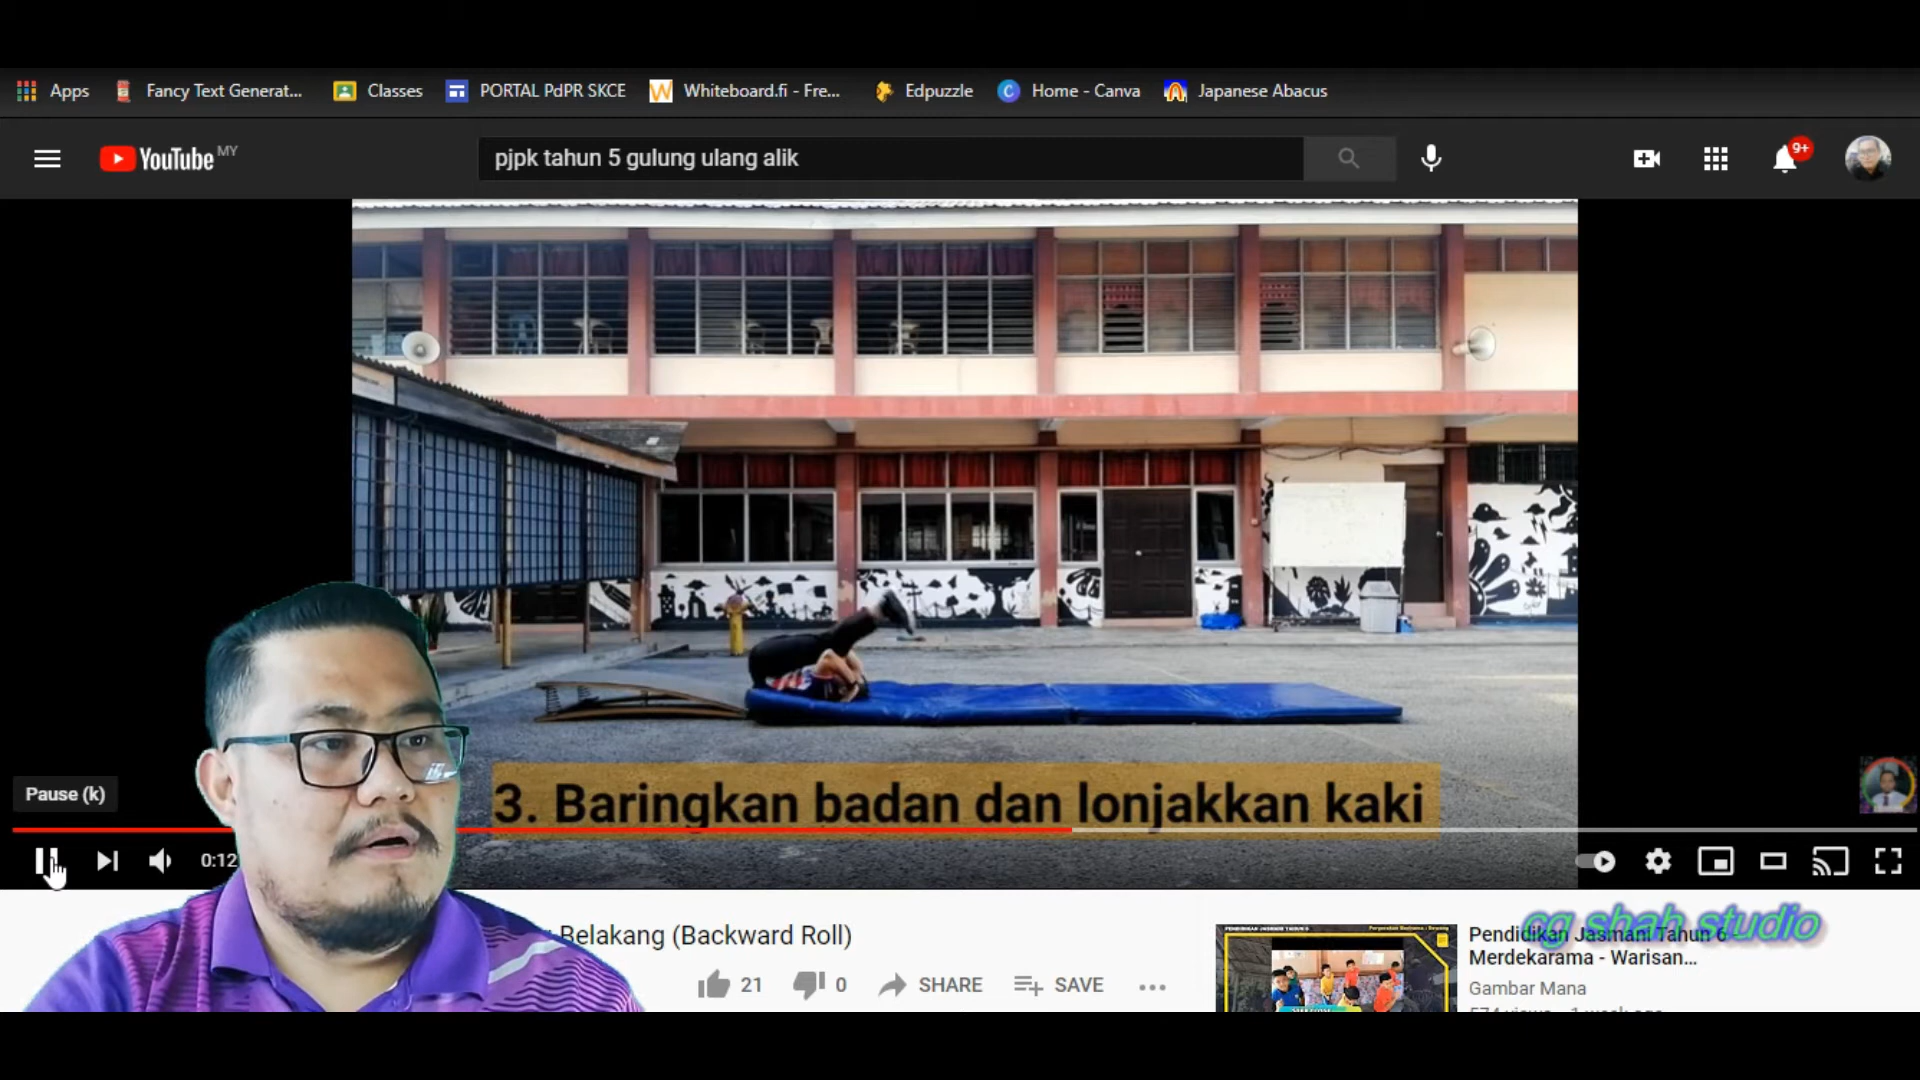 Apps Fancy Text Generat... Classes PORTAL PdPR SKCE Whiteboard.fi - Fre... Edpuzzle Home - Canva Japanese Abacus
YouTube MY
pjpk tahun 5 gulung ulang alik
9+
3. Baringkan badan dan lonjakkan kaki
Pause (k)
0:12
Belakang (Backward Roll)
21 0 SHARE SAVE
cg shah studio
Pendidikan Jasmani Tahun 6
Merdekarama - Warisan...
Gambar Mana